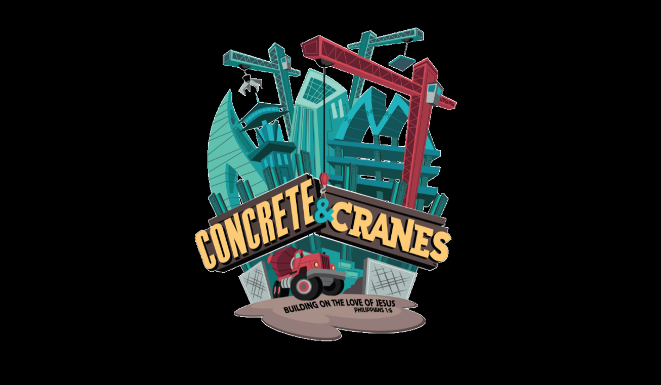 CONCRETE & CRANES
BUILDING ON THE LOVE OF JESUS
PHILIPPIANS 1:6